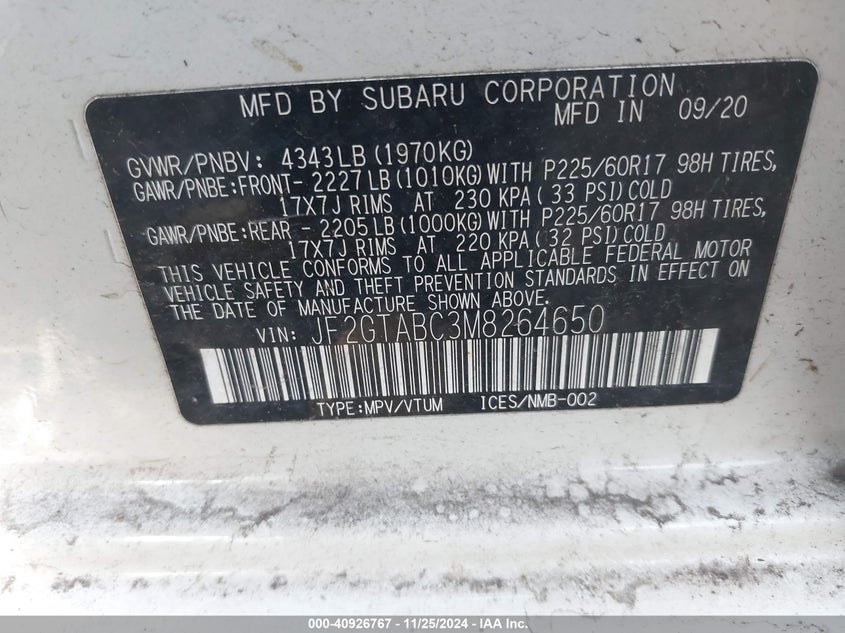 MFD BY SUBARU CORPORATION
MFD IN 09/20
GVWR/PNBV: 4343LB (1970KG)
GAWR/PNBE:FRONT- 2227LB (1010KG) WITH P225/60R17 98H TIRES,
17X7J RIMS AT 230 KPA ( 33 PSI) COLD
GAWR/PNBE:REAR - 2205LB (1000KG) WITH P225/60R17 98H TIRES,
17X7J RIMS AT 220 KPA ( 32 PSI) COLD
THIS VEHICLE CONFORMS TO ALL APPLICABLE FEDERAL MOTOR
VEHICLE SAFETY AND THEFT PREVENTION STANDARDS IN EFFECT ON
THE DATE OF MANUFACTURE SHOWN ABOVE.
VIN: JF2GTABC3M8264650
TYPE:MPV/VTUM ICES/NMB-002
000-40926767 - 11/25/2024 - IAA Inc.